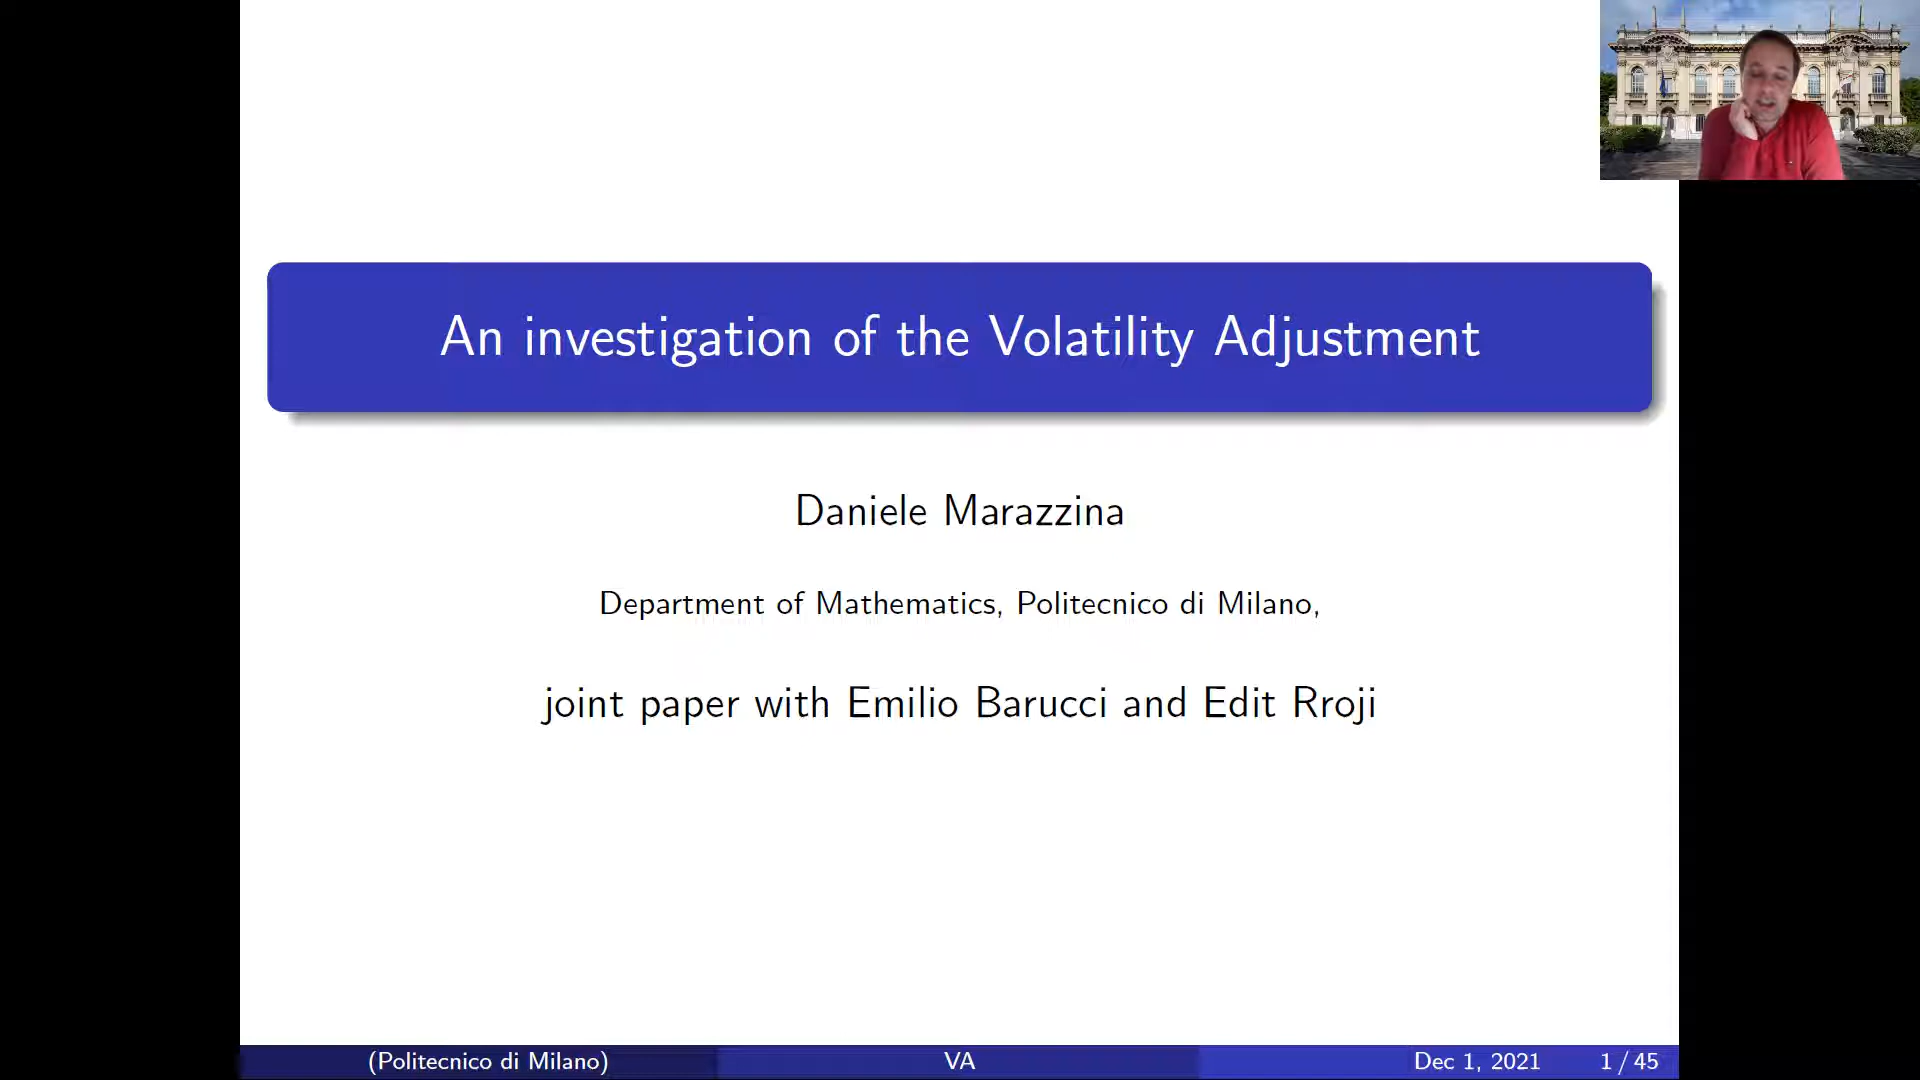 An investigation of the Volatility Adjustment
Daniele Marazzina
Department of Mathematics, Politecnico di Milano,
joint paper with Emilio Barucci and Edit Rroji
(Politecnico di Milano) VA Dec 1, 2021 1 / 45